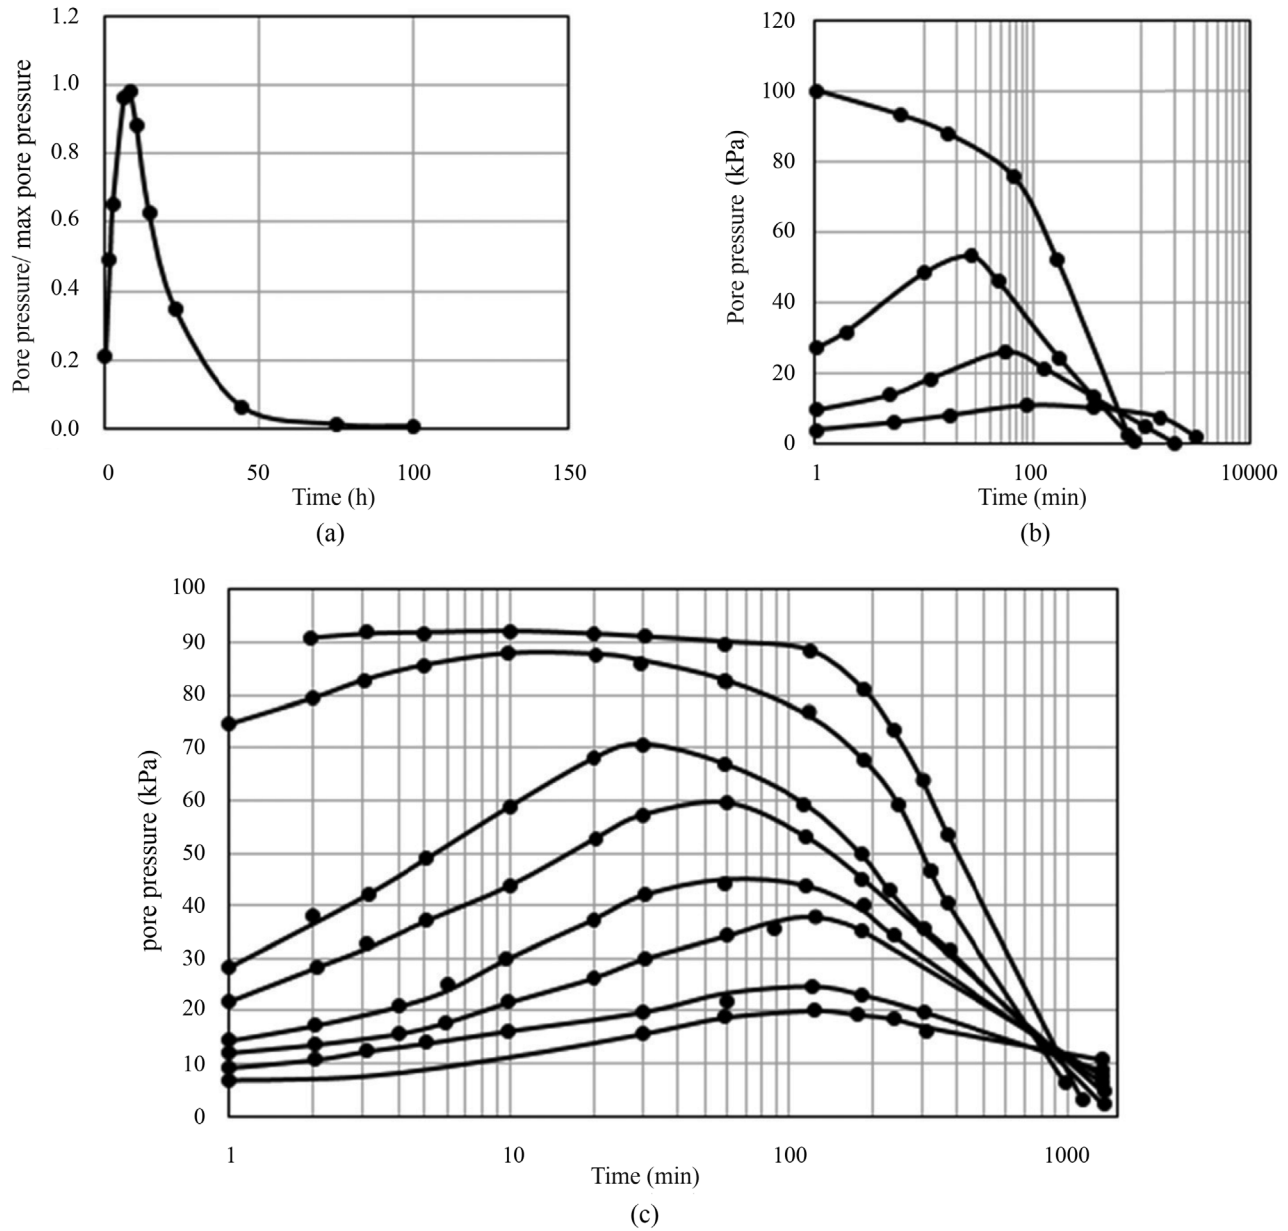 1.2
1.0
0.8
0.6
0.4
0.2
0.0
Pore pressure/ max pore pressure
0 50 100 150
Time (h)
(a)
120
100
80
60
40
20
0
Pore pressure (kPa)
1 100 10000
Time (min)
(b)
100
90
80
70
60
50
40
30
20
10
0
pore pressure (kPa)
1 10 100 1000
Time (min)
(c)